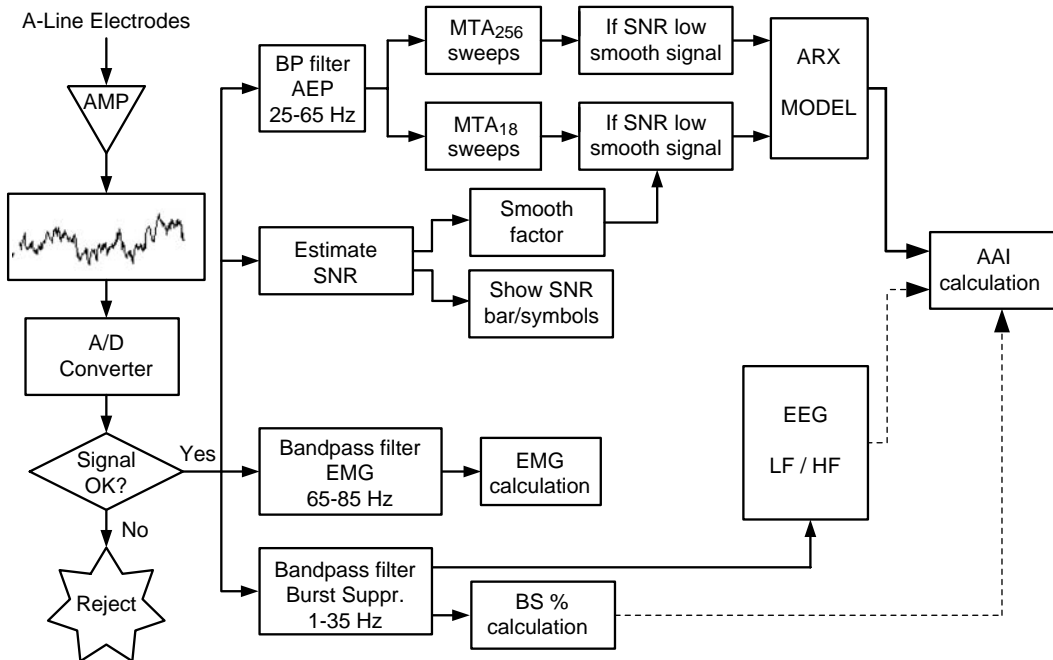 A-Line Electrodes
AMP
A/D
Converter
Signal
OK?
Yes
No
Reject
BP filter
AEP
25-65 Hz
MTA256
sweeps
If SNR low
smooth signal
MTA18
sweeps
If SNR low
smooth signal
ARX
MODEL
Estimate
SNR
Smooth
factor
Show SNR
bar/symbols
AAI
calculation
Bandpass filter
EMG
65-85 Hz
EMG
calculation
EEG
LF / HF
Bandpass filter
Burst Suppr.
1-35 Hz
BS %
calculation